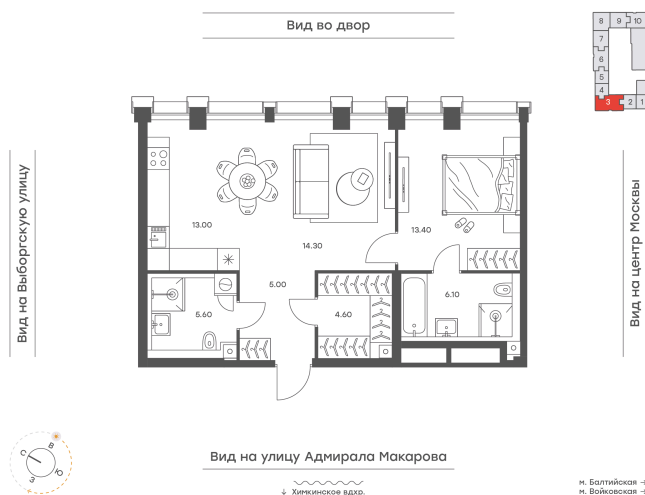 Вид во двор
8 9 10
7
6
5
4
3 2 1
Вид на Выборгскую улицу
Вид на центр Москвы
13.00
14.30
13.40
5.00
5.60
4.60
6.10
В
С
Ю
З
Вид на улицу Адмирала Макарова
↓ Химкинское вдхр.
м. Балтийская →
м. Войковская →